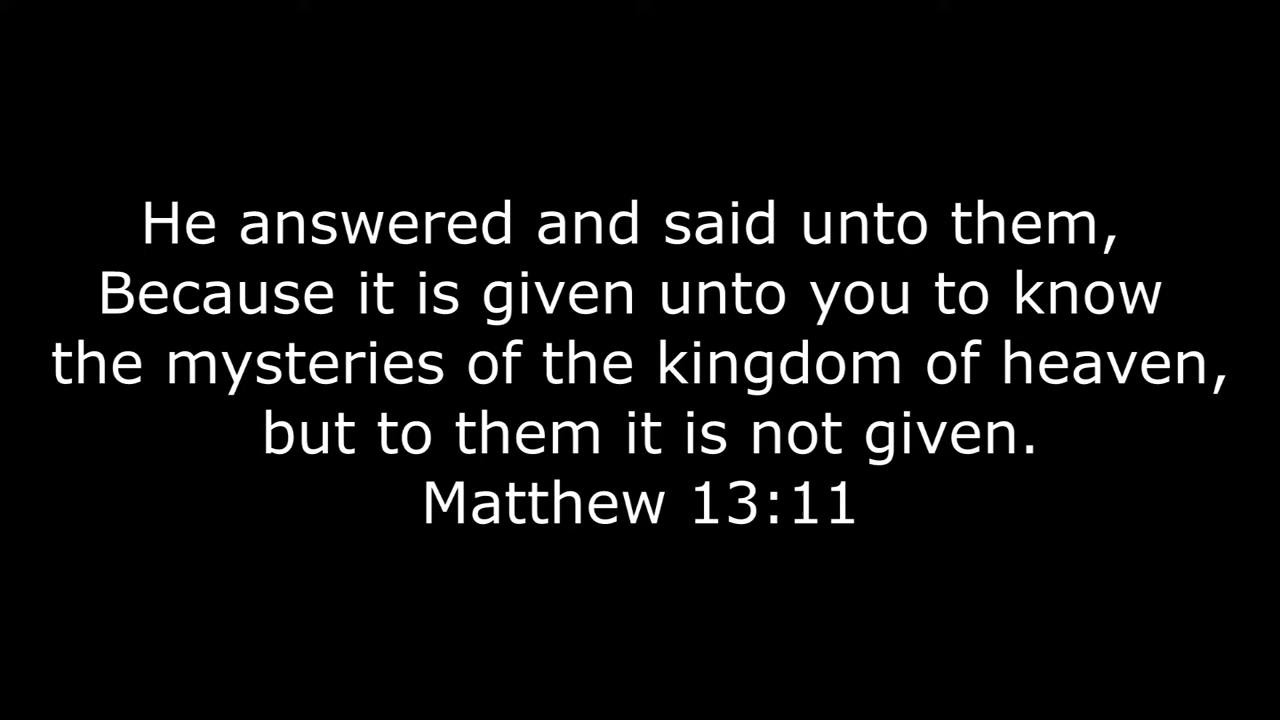 He answered and said unto them,
Because it is given unto you to know
the mysteries of the kingdom of heaven,
but to them it is not given.
Matthew 13:11